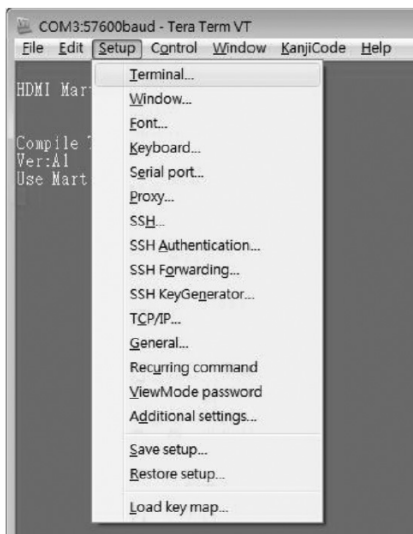 COM3:57600baud - Tera Term VT
File Edit Setup Control Window KanjiCode Help
HDMI Mar
Compile
Ver:A1
Use Mart
Terminal...
Window...
Font...
Keyboard...
Serial port...
Proxy...
SSH...
SSH Authentication...
SSH Forwarding...
SSH KeyGenerator...
TCP/IP...
General...
Recurring command
ViewMode password
Additional settings...
Save setup...
Restore setup...
Load key map...